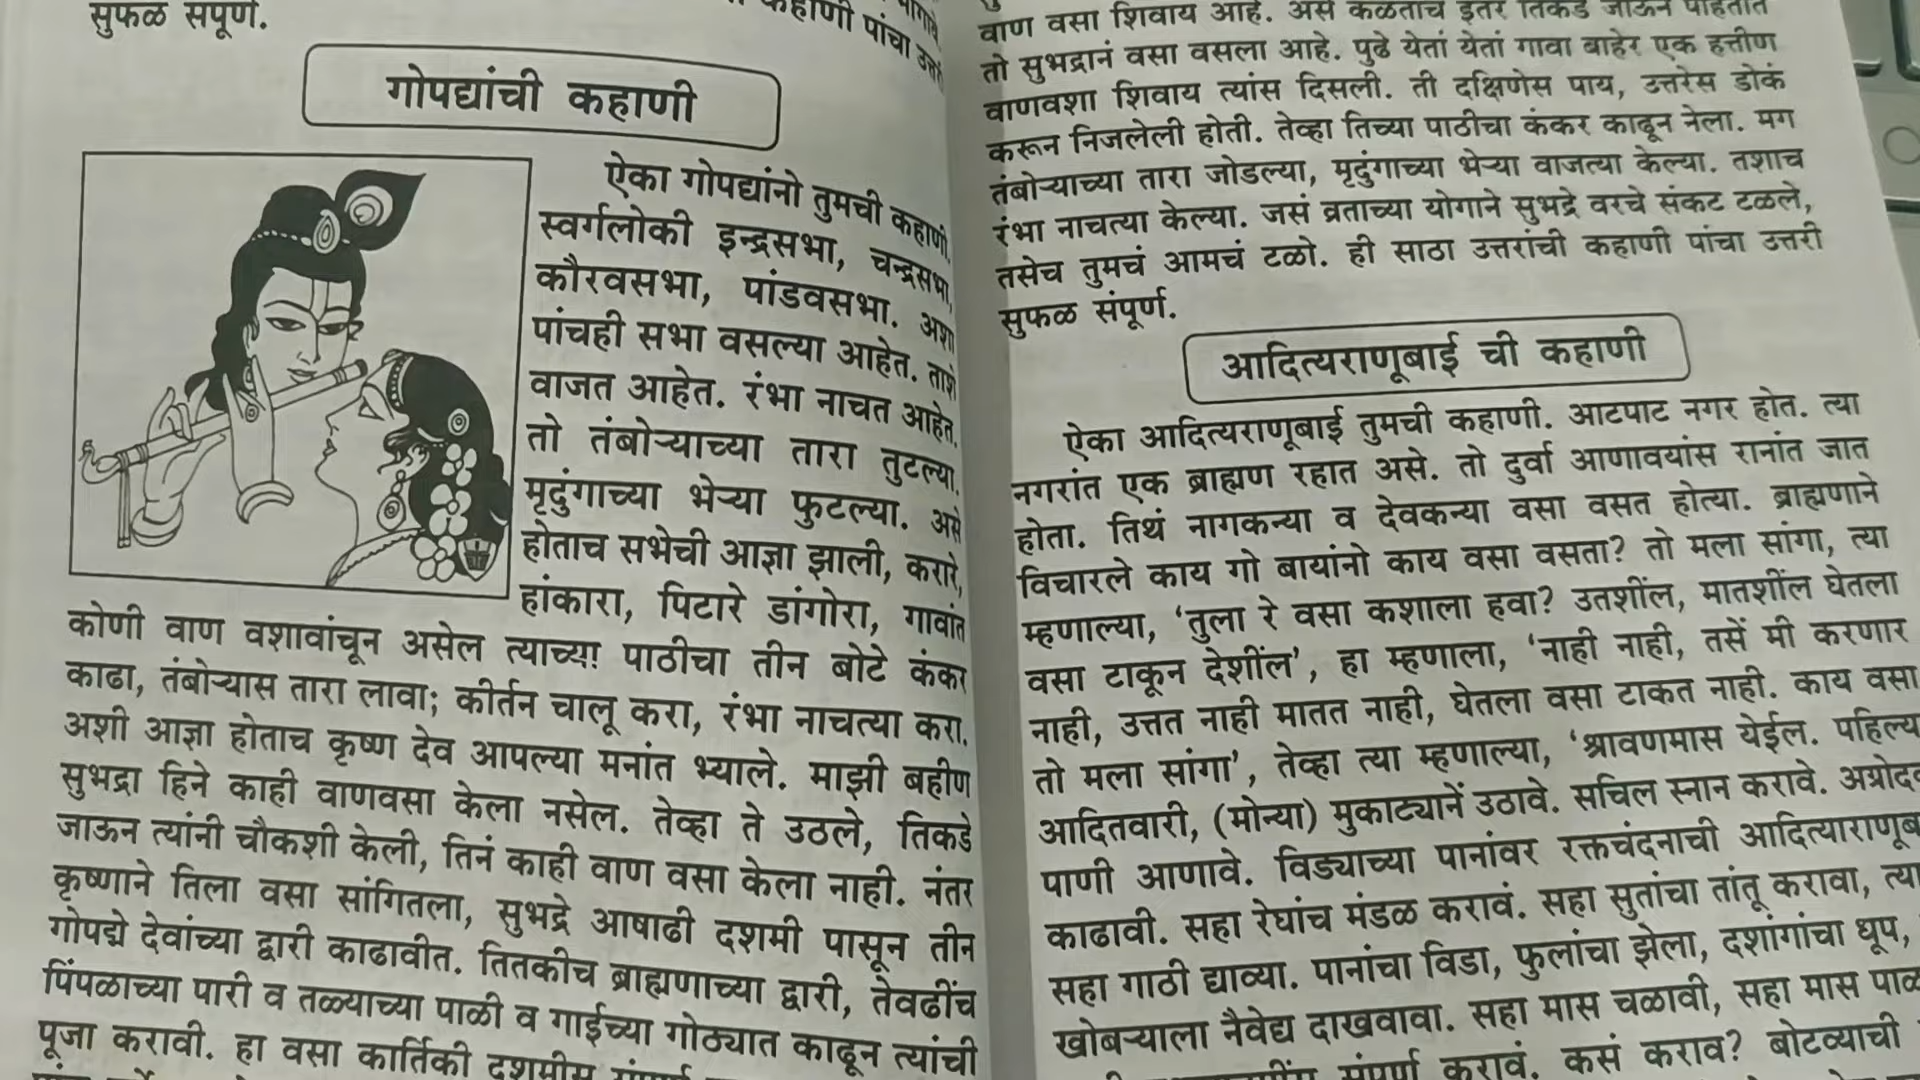 सुफळ संपूर्ण.
कहाणी पांचा उत्तरी
गोपद्यांची कहाणी
ऐका गोपद्यांनो तुमची कहाणी.
स्वर्गलोकी इन्द्रसभा, चन्द्रसभा,
कौरवसभा, पांडवसभा. अशा
पांचही सभा वसल्या आहेत. ताशे
वाजत आहेत. रंभा नाचत आहेत.
तो तंबोऱ्याच्या तारा तुटल्या.
मृदुंगाच्या भेऱ्या फुटल्या. असे
होताच सभेची आज्ञा झाली, करारे,
हांकारा, पिटारे डांगोरा, गावांत
कोणी वाण वशावांचून असेल त्याच्या पाठीचा तीन बोटे कंकर
काढा, तंबोऱ्यास तारा लावा; कीर्तन चालू करा, रंभा नाचत्या करा.
अशी आज्ञा होताच कृष्ण देव आपल्या मनांत भ्याले. माझी बहीण
सुभद्रा हिने काही वाणवसा केला नसेल. तेव्हा ते उठले, तिकडे
जाऊन त्यांनी चौकशी केली, तिनं काही वाण वसा केला नाही. नंतर
कृष्णाने तिला वसा सांगितला, सुभद्रे आषाढी दशमी पासून तीन
गोपद्मे देवांच्या द्वारी काढावीत. तितकीच ब्राह्मणाच्या द्वारी, तेवढींच
पिंपळाच्या पारी व तळ्याच्या पाळी व गाईच्या गोठ्यात काढून त्यांची
पूजा करावी. हा वसा कार्तिकी दशमीस संपूर्ण
वाण वसा शिवाय आहे. असे कळताच इतर तिकडे जाऊन पाहतात
तो सुभद्रानं वसा वसला आहे. पुढे येतां येतां गावा बाहेर एक हत्तीण
वाणवशा शिवाय त्यांस दिसली. ती दक्षिणेस पाय, उत्तरेस डोकं
करून निजलेली होती. तेव्हा तिच्या पाठीचा कंकर काढून नेला. मग
तंबोऱ्याच्या तारा जोडल्या, मृदुंगाच्या भेऱ्या वाजत्या केल्या. तशाच
रंभा नाचत्या केल्या. जसं व्रताच्या योगाने सुभद्रे वरचे संकट टळले,
तसेच तुमचं आमचं टळो. ही साठा उत्तरांची कहाणी पांचा उत्तरी
सुफळ संपूर्ण.
आदित्यराणूबाई ची कहाणी
ऐका आदित्यराणूबाई तुमची कहाणी. आटपाट नगर होत. त्या
नगरांत एक ब्राह्मण रहात असे. तो दुर्वा आणावयांस रानांत जात
होता. तिथं नागकन्या व देवकन्या वसा वसत होत्या. ब्राह्मणाने
विचारले काय गो बायांनो काय वसा वसता? तो मला सांगा, त्या
म्हणाल्या, ‘तुला रे वसा कशाला हवा? उतशींल, मातशींल घेतला
वसा टाकून देशींल’, हा म्हणाला, ‘नाही नाही, तसें मी करणार
नाही, उत्तत नाही मातत नाही, घेतला वसा टाकत नाही. काय वसा
तो मला सांगा’, तेव्हा त्या म्हणाल्या, ‘श्रावणमास येईल. पहिल्य
आदितवारी, (मोन्या) मुकाट्यानें उठावे. सचिल स्नान करावे. अग्रोदव
पाणी आणावे. विड्याच्या पानांवर रक्तचंदनाची आदित्याराणूब
काढावी. सहा रेघांच मंडळ करावं. सहा सुतांचा तांतू करावा, त्या
सहा गाठी द्याव्या. पानांचा विडा, फुलांचा झेला, दशांगांचा धूप,
खोबऱ्याला नैवेद्य दाखवावा. सहा मास चळावी, सहा मास पाळ
संपूर्ण करावं. कसं कराव? बोटव्याची